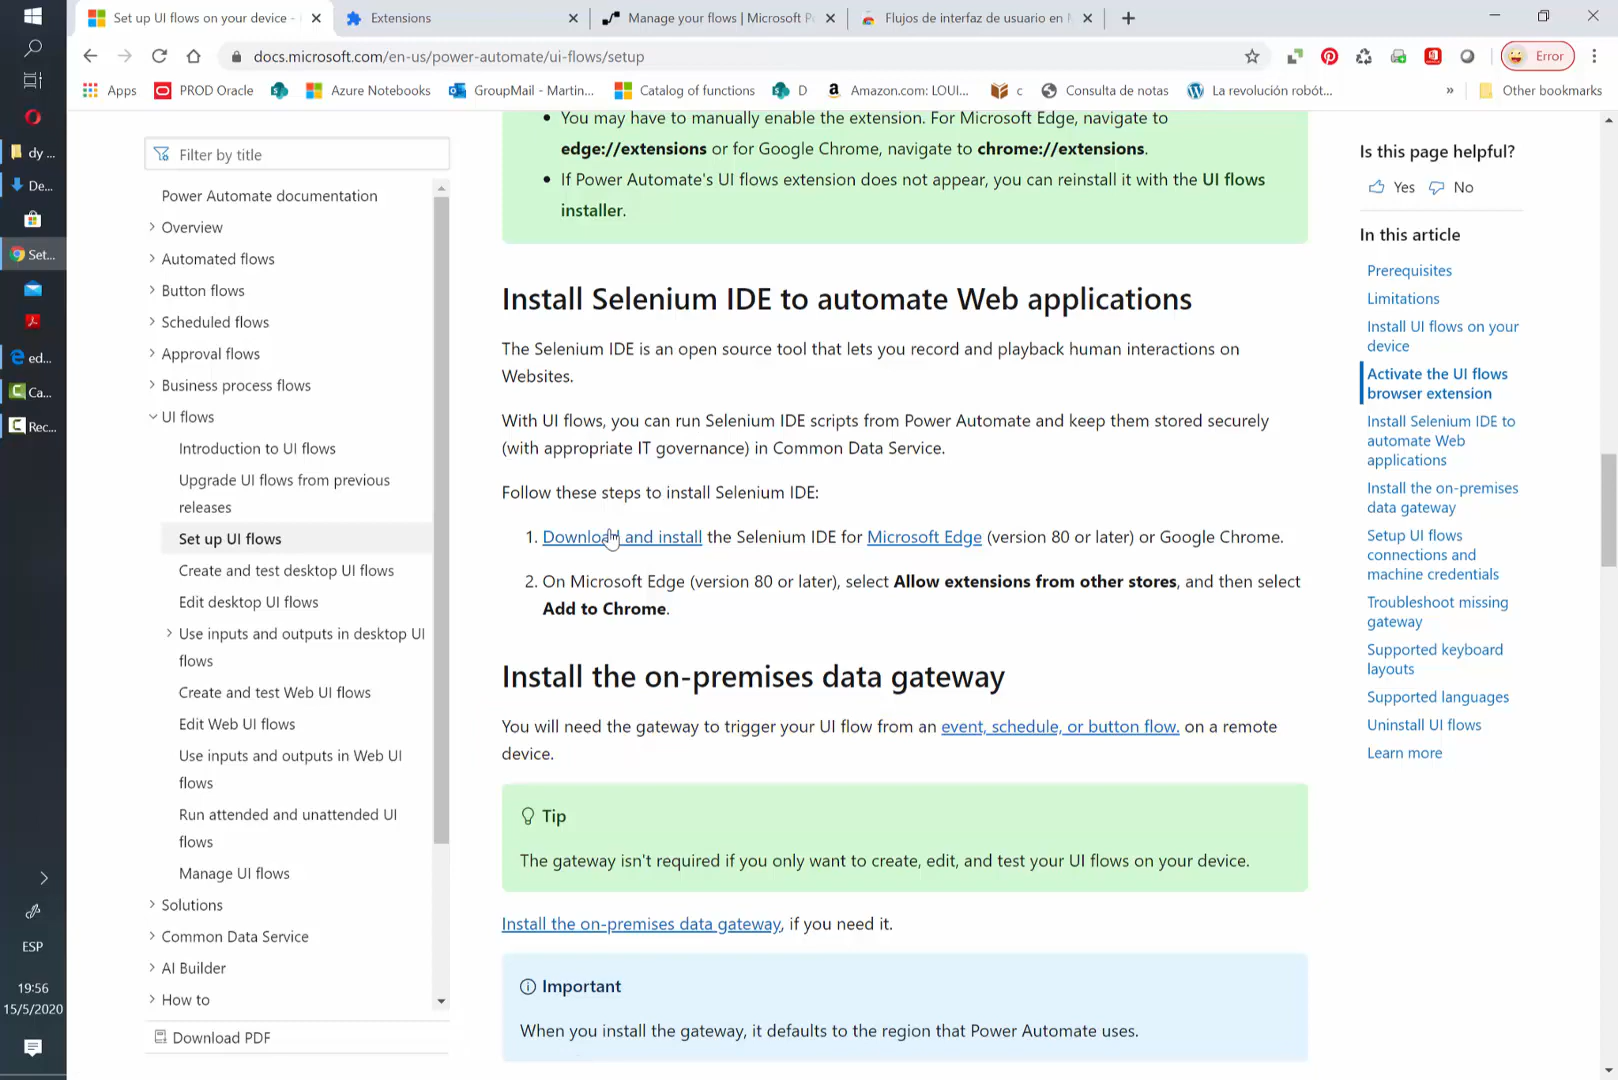 Set up UI flows on your device -
Extensions
Manage your flows | Microsoft P
Flujos de interfaz de usuario en
docs.microsoft.com/en-us/power-automate/ui-flows/setup
Error
Apps
PROD Oracle
Azure Notebooks
GroupMail - Martin...
Catalog of functions
D
Amazon.com: LOUI...
c
Consulta de notas
La revolución robót...
»
Other bookmarks
dy ...
De...
Set...
ed...
Ca...
Rec...
ESP
19:56
15/5/2020
Filter by title
Power Automate documentation
Overview
Automated flows
Button flows
Scheduled flows
Approval flows
Business process flows
UI flows
Introduction to UI flows
Upgrade UI flows from previous
releases
Set up UI flows
Create and test desktop UI flows
Edit desktop UI flows
Use inputs and outputs in desktop UI
flows
Create and test Web UI flows
Edit Web UI flows
Use inputs and outputs in Web UI
flows
Run attended and unattended UI
flows
Manage UI flows
Solutions
Common Data Service
AI Builder
How to
Download PDF
• You may have to manually enable the extension. For Microsoft Edge, navigate to
edge://extensions or for Google Chrome, navigate to chrome://extensions.
• If Power Automate's UI flows extension does not appear, you can reinstall it with the UI flows
installer.
Install Selenium IDE to automate Web applications
The Selenium IDE is an open source tool that lets you record and playback human interactions on
Websites.
With UI flows, you can run Selenium IDE scripts from Power Automate and keep them stored securely
(with appropriate IT governance) in Common Data Service.
Follow these steps to install Selenium IDE:
1. Download and install the Selenium IDE for Microsoft Edge (version 80 or later) or Google Chrome.
2. On Microsoft Edge (version 80 or later), select Allow extensions from other stores, and then select
Add to Chrome.
Install the on-premises data gateway
You will need the gateway to trigger your UI flow from an event, schedule, or button flow. on a remote
device.
Tip
The gateway isn't required if you only want to create, edit, and test your UI flows on your device.
Install the on-premises data gateway, if you need it.
Important
When you install the gateway, it defaults to the region that Power Automate uses.
Is this page helpful?
Yes
No
In this article
Prerequisites
Limitations
Install UI flows on your
device
Activate the UI flows
browser extension
Install Selenium IDE to
automate Web
applications
Install the on-premises
data gateway
Setup UI flows
connections and
machine credentials
Troubleshoot missing
gateway
Supported keyboard
layouts
Supported languages
Uninstall UI flows
Learn more